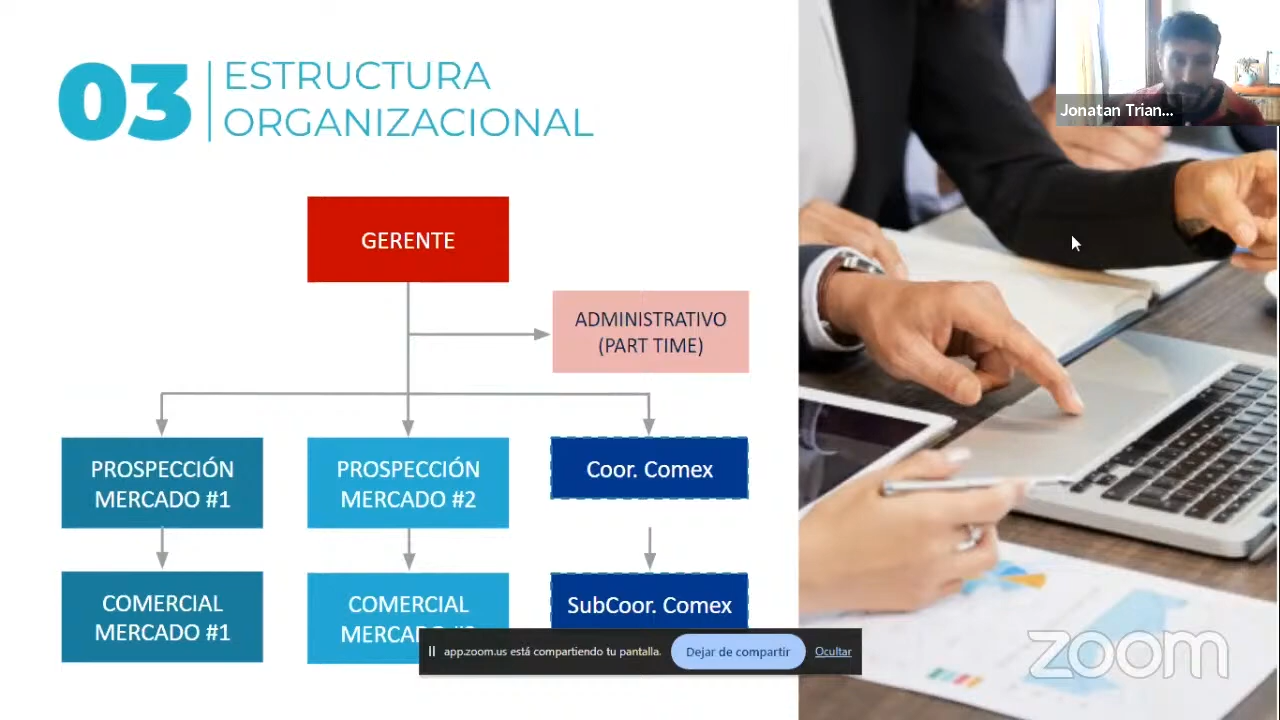 03
ESTRUCTURA
ORGANIZACIONAL
Jonatan Trian...
GERENTE
ADMINISTRATIVO
(PART TIME)
PROSPECCIÓN
MERCADO #1
PROSPECCIÓN
MERCADO #2
Coor. Comex
COMERCIAL
MERCADO #1
COMERCIAL
SubCoor. Comex
app.zoom.us está compartiendo tu pantalla.
Dejar de compartir
Ocultar
zoom